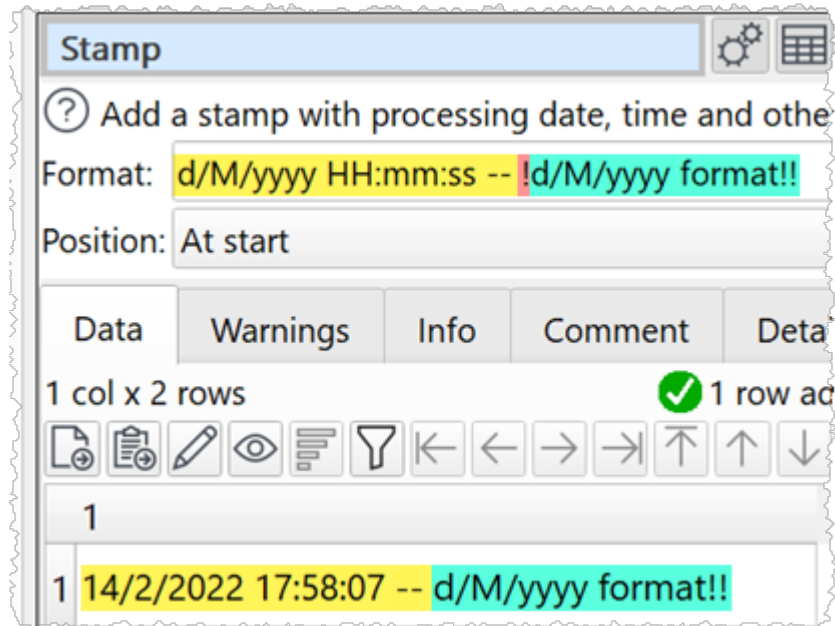 Stamp
Add a stamp with processing date, time and othe
Format: d/M/yyyy HH:mm:ss -- !d/M/yyyy format!!
Position: At start
Data Warnings Info Comment Deta
1 col x 2 rows 1 row ad
1
1 14/2/2022 17:58:07 -- d/M/yyyy format!!